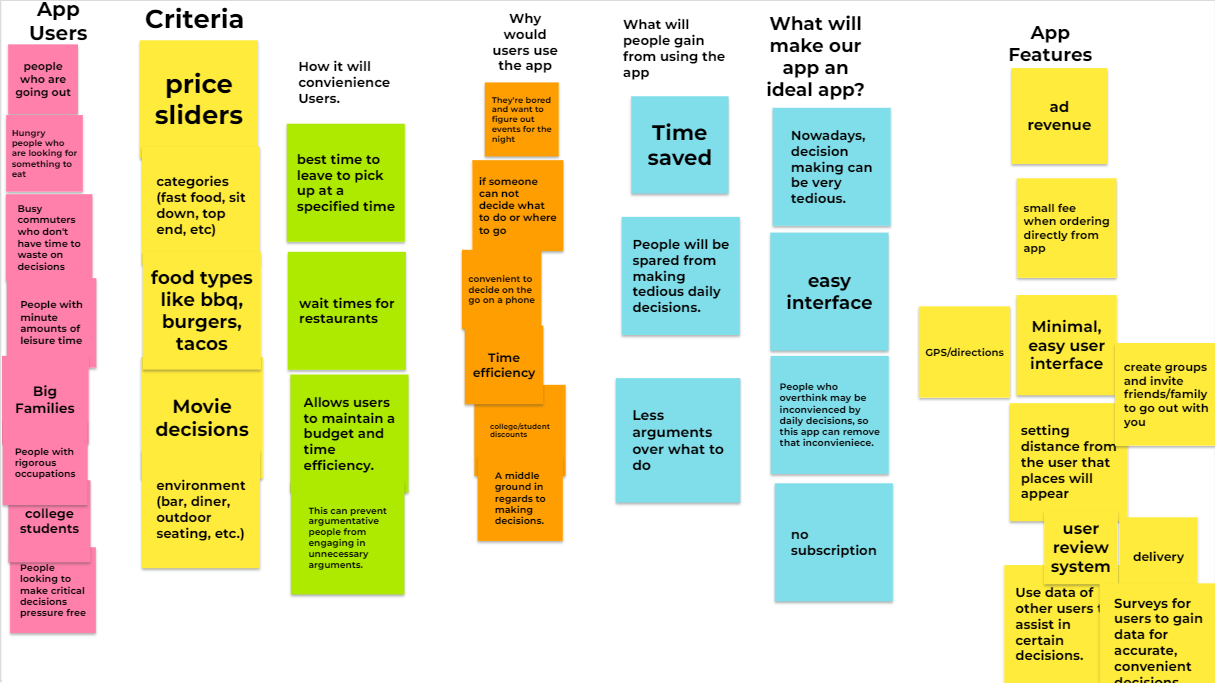 App
Users
people
who are
going out
Hungry
people who
are looking for
something to
eat
Busy
commuters
who don't
have time to
waste on
decisions
People with
minute
amounts of
leisure time
Big
Families
People with
rigorous
occupations
college
students
People
looking to
make critical
decisions
pressure free
Criteria
price
sliders
categories
(fast food, sit
down, top
end, etc)
food types
like bbq,
burgers,
tacos
Movie
decisions
environment
(bar, diner,
outdoor
seating, etc.)
How it will
convienience
Users.
best time to
leave to pick
up at a
specified time
wait times for
restaurants
Allows users
to maintain a
budget and
time
efficiency.
This can prevent
argumentative
people from
engaging in
unnecessary
arguments.
Why
would
users use
the app
They're bored
and want to
figure out
events for the
night
if someone
can not
decide what
to do or where
to go
convenient to
decide on the
go on a phone
Time
efficiency
college/student
discounts
A middle
ground in
regards to
making
decisions.
What will
people gain
from using the
app
Time
saved
People will be
spared from
making
tedious daily
decisions.
Less
arguments
over what to
do
What will
make our
app an
ideal app?
Nowadays,
decision
making can
be very
tedious.
easy
interface
People who
overthink may be
inconvienced by
daily decisions, so
this app can remove
that inconvieniece.
no
subscription
App
Features
ad
revenue
small fee
when ordering
directly from
app
GPS/directions
Minimal,
easy user
interface
create groups
and invite
friends/family
to go out with
you
setting
distance from
the user that
places will
appear
user
review
system
delivery
Use data of
other users
assist in
certain
decisions.
Surveys for
users to gain
data for
accurate,
convenient
decisions